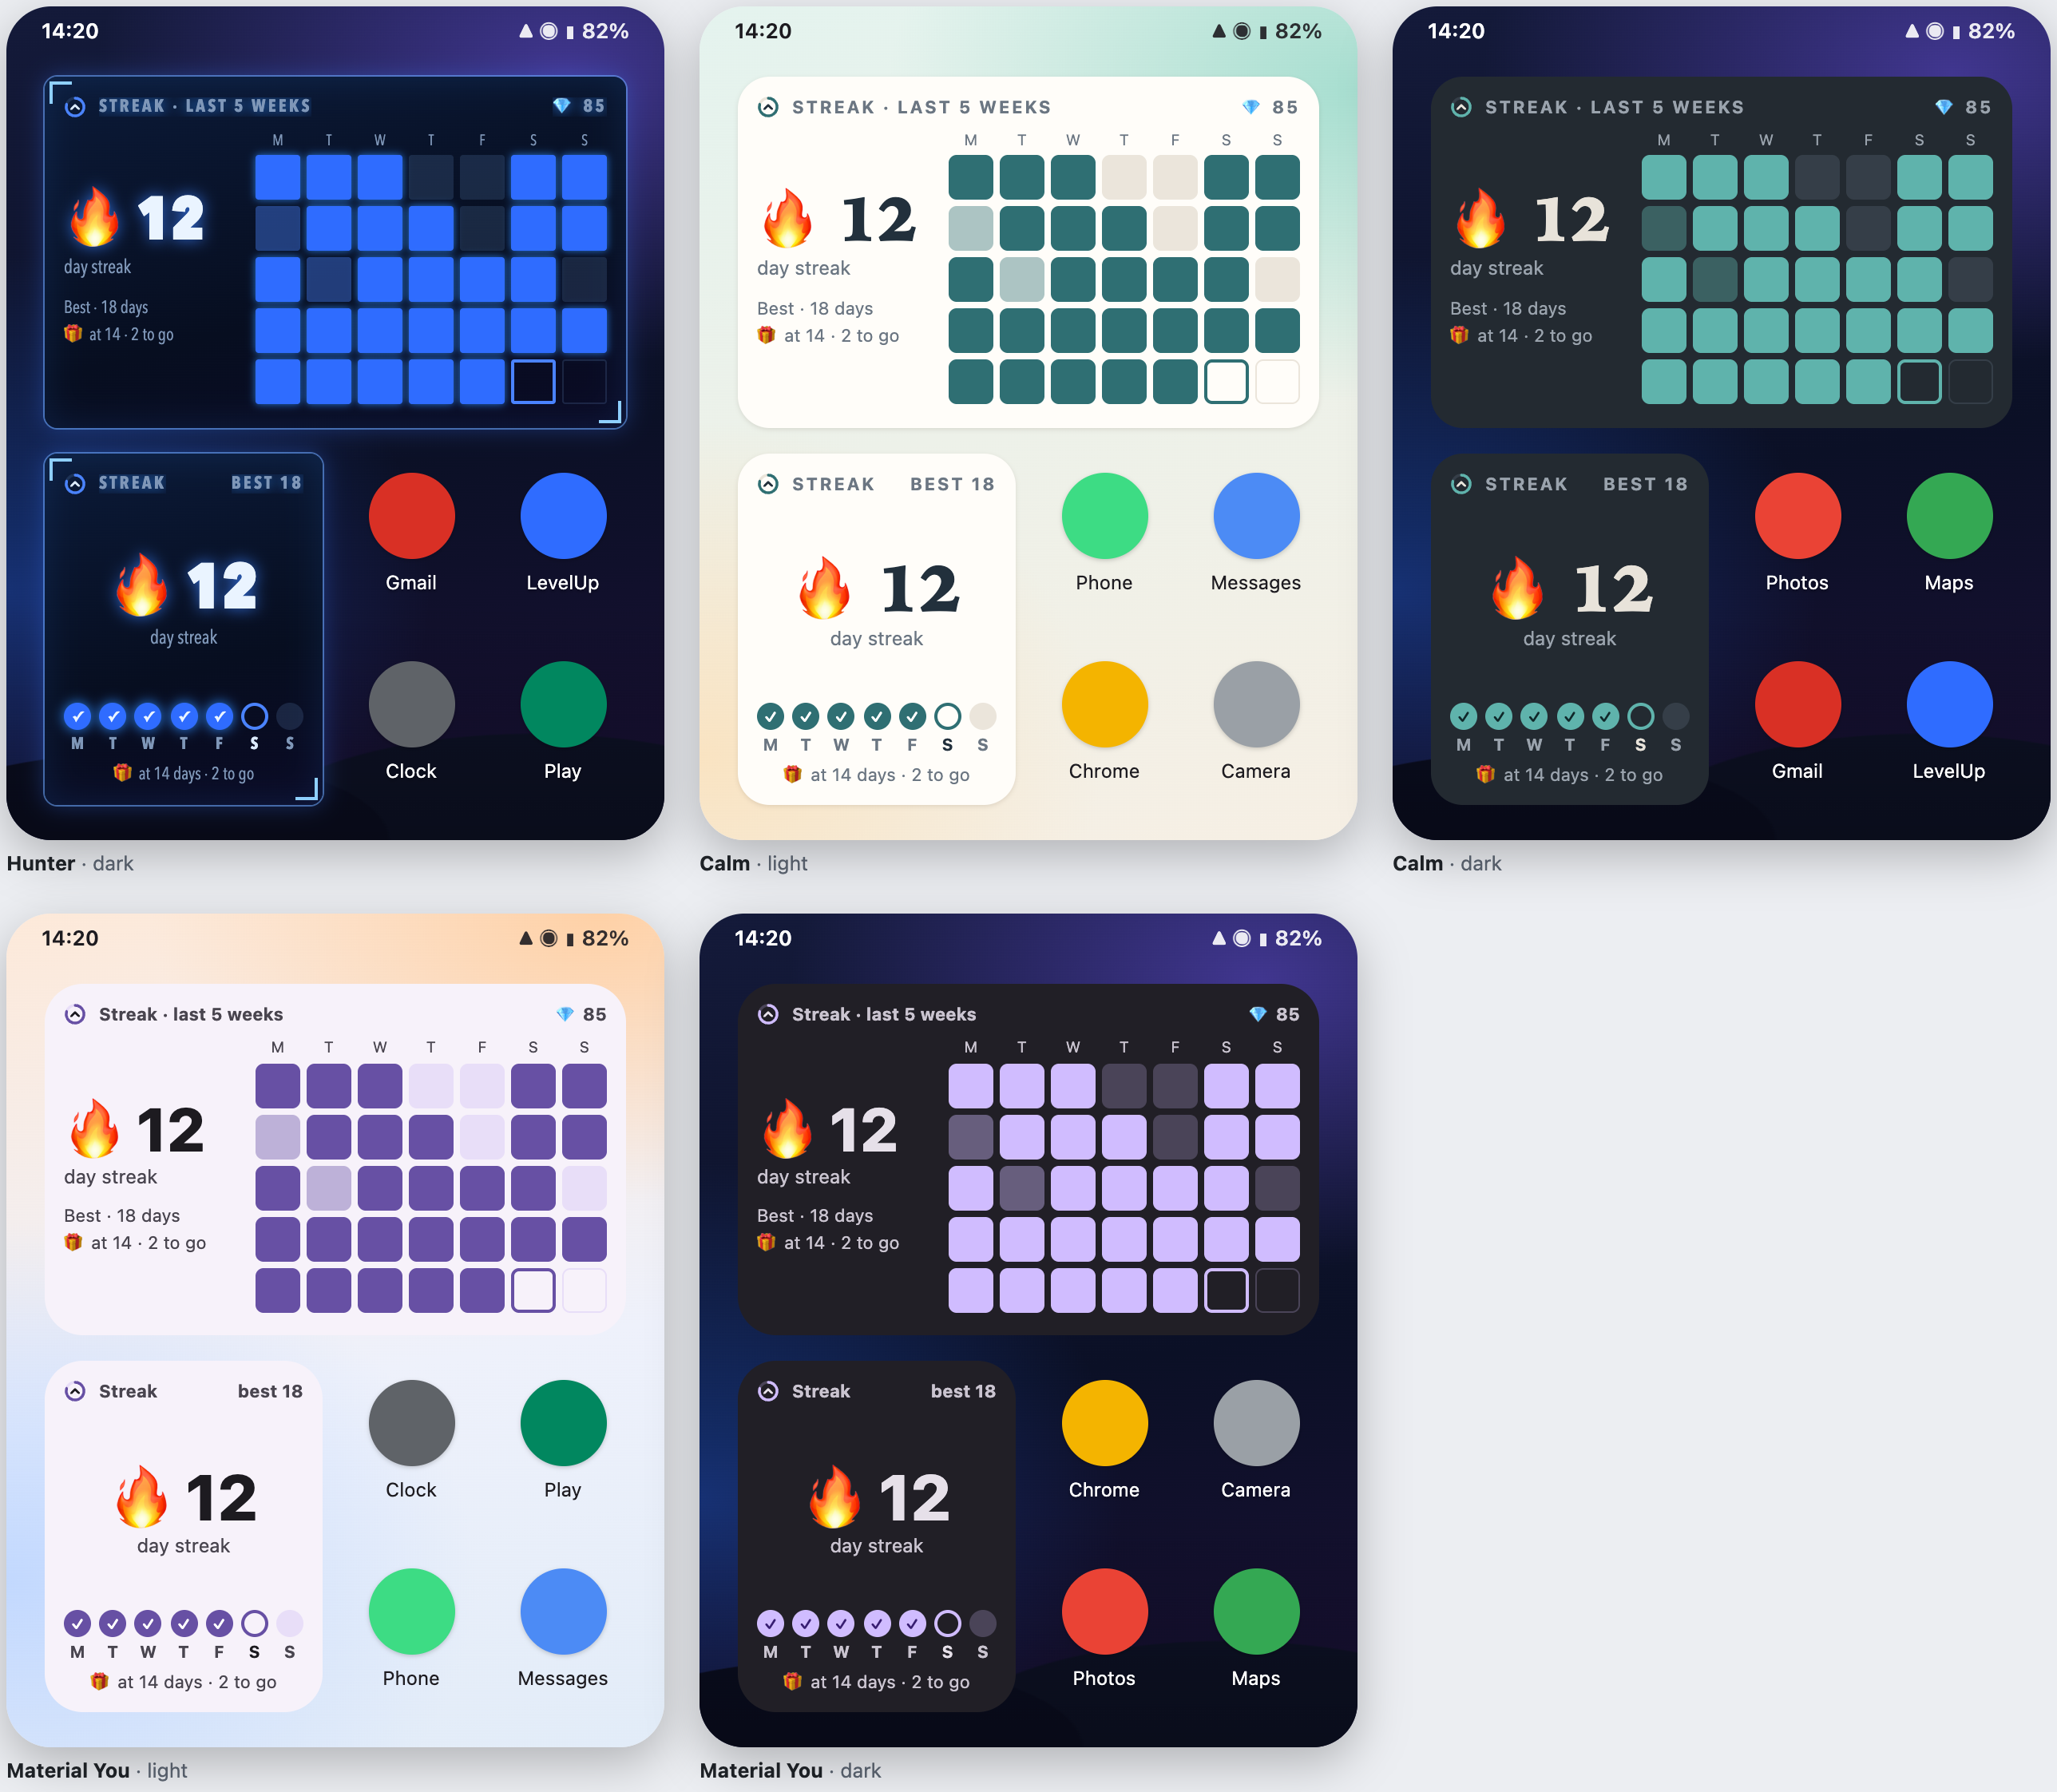 14:20 82%
STREAK · LAST 5 WEEKS 85
M T W T F S S
12
day streak
Best · 18 days
at 14 · 2 to go
STREAK BEST 18
12
day streak
M T W T F S S
at 14 days · 2 to go
Gmail LevelUp
Clock Play
Hunter · dark
14:20 82%
STREAK · LAST 5 WEEKS 85
M T W T F S S
12
day streak
Best · 18 days
at 14 · 2 to go
STREAK BEST 18
12
day streak
M T W T F S S
at 14 days · 2 to go
Phone Messages
Chrome Camera
Calm · light
14:20 82%
STREAK · LAST 5 WEEKS 85
M T W T F S S
12
day streak
Best · 18 days
at 14 · 2 to go
STREAK BEST 18
12
day streak
M T W T F S S
at 14 days · 2 to go
Photos Maps
Gmail LevelUp
Calm · dark
14:20 82%
Streak · last 5 weeks 85
M T W T F S S
12
day streak
Best · 18 days
at 14 · 2 to go
Streak best 18
12
day streak
M T W T F S S
at 14 days · 2 to go
Clock Play
Phone Messages
Material You · light
14:20 82%
Streak · last 5 weeks 85
M T W T F S S
12
day streak
Best · 18 days
at 14 · 2 to go
Streak best 18
12
day streak
M T W T F S S
at 14 days · 2 to go
Chrome Camera
Photos Maps
Material You · dark